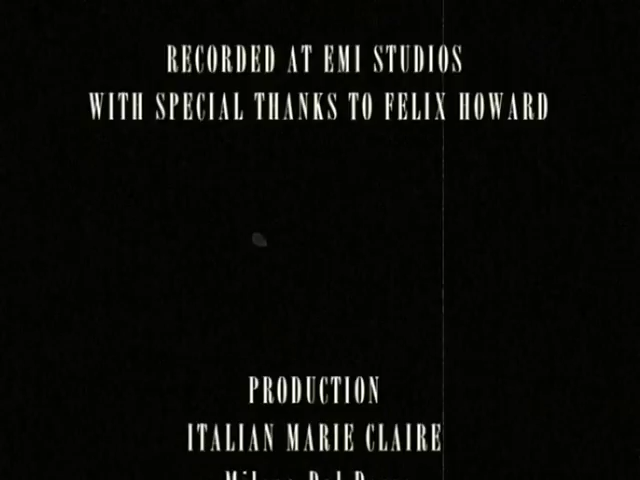 RECORDED AT EMI STUDIOS
WITH SPECIAL THANKS TO FELIX HOWARD
PRODUCTION
ITALIAN MARIE CLAIRE